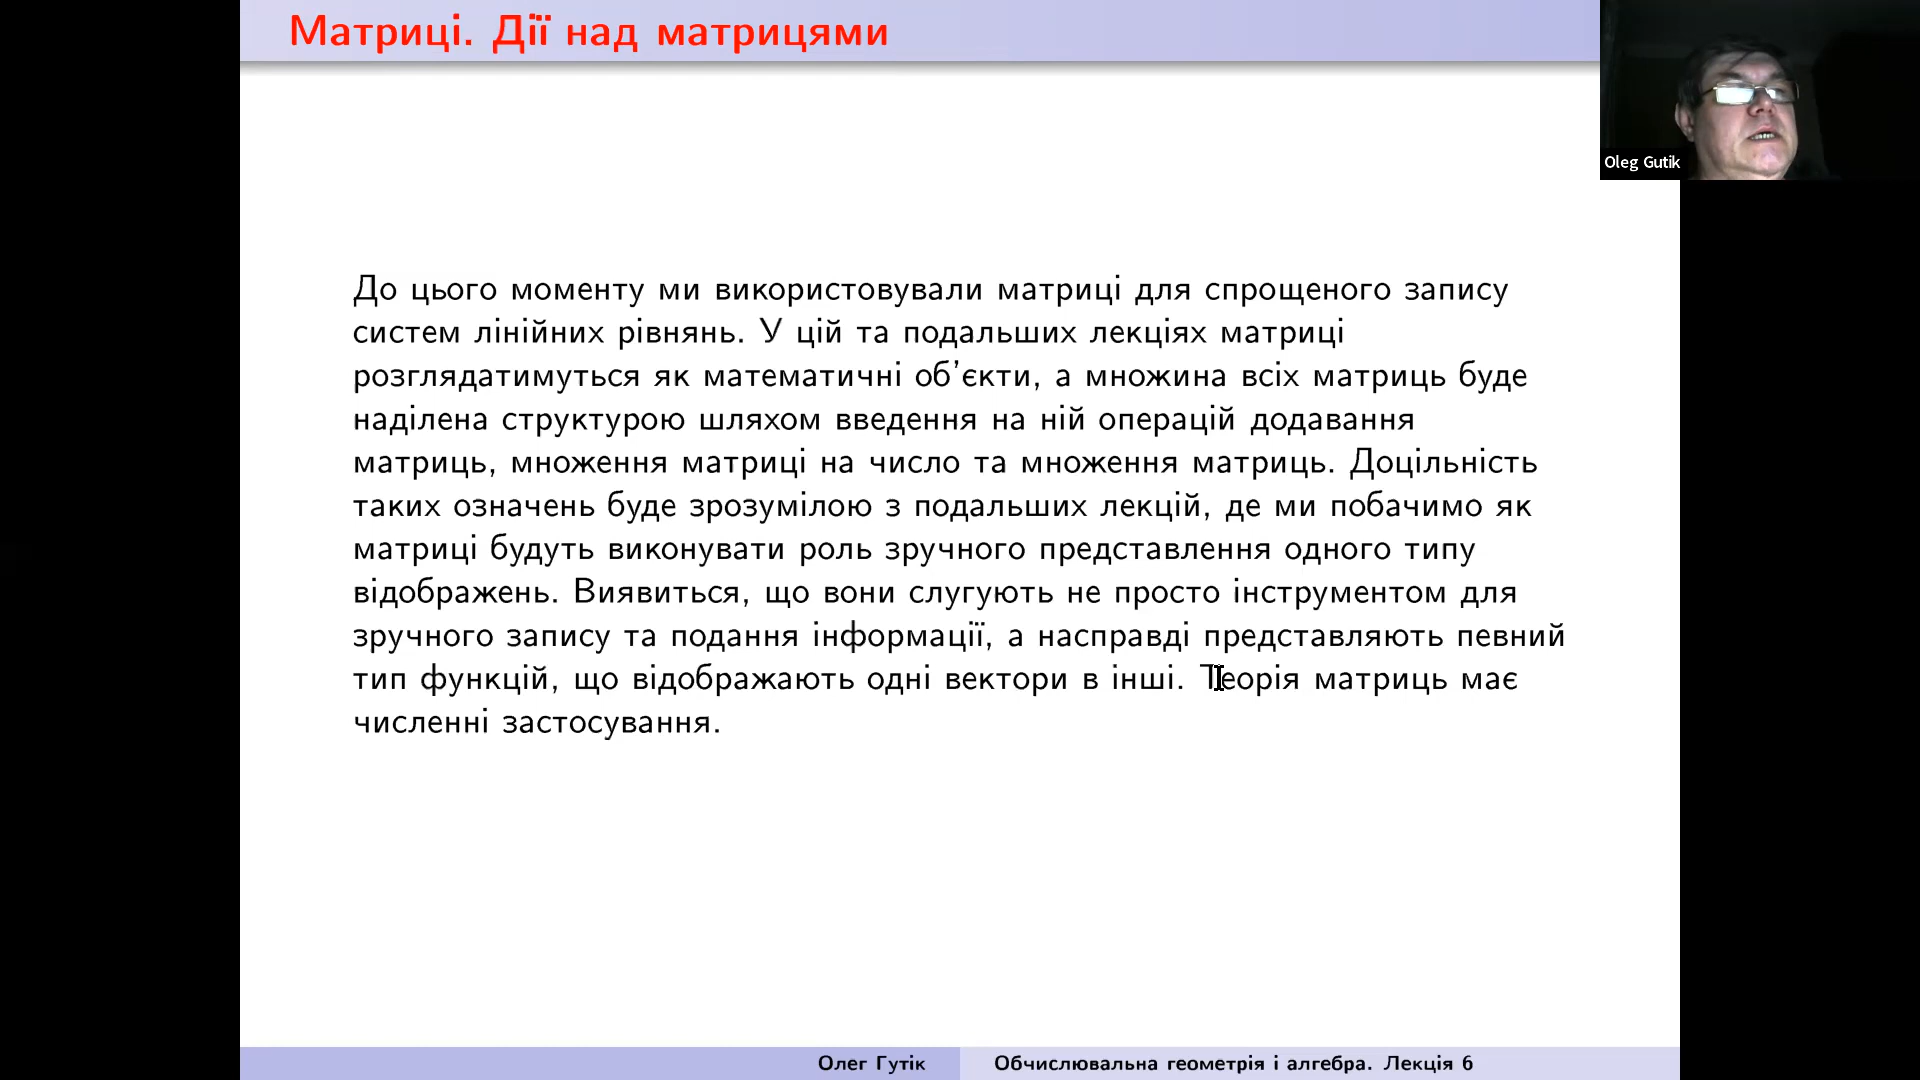 Матриці. Дії над матрицями
Oleg Gutik
До цього моменту ми використовували матриці для спрощеного запису
систем лінійних рівнянь. У цій та подальших лекціях матриці
розглядатимуться як математичні об'єкти, а множина всіх матриць буде
наділена структурою шляхом введення на ній операцій додавання
матриць, множення матриці на число та множення матриць. Доцільність
таких означень буде зрозумілою з подальших лекцій, де ми побачимо як
матриці будуть виконувати роль зручного представлення одного типу
відображень. Виявиться, що вони слугують не просто інструментом для
зручного запису та подання інформації, а насправді представляють певний
тип функцій, що відображають одні вектори в інші. Теорія матриць має
численні застосування.
Олег Гутік
Обчислювальна геометрія і алгебра. Лекція 6